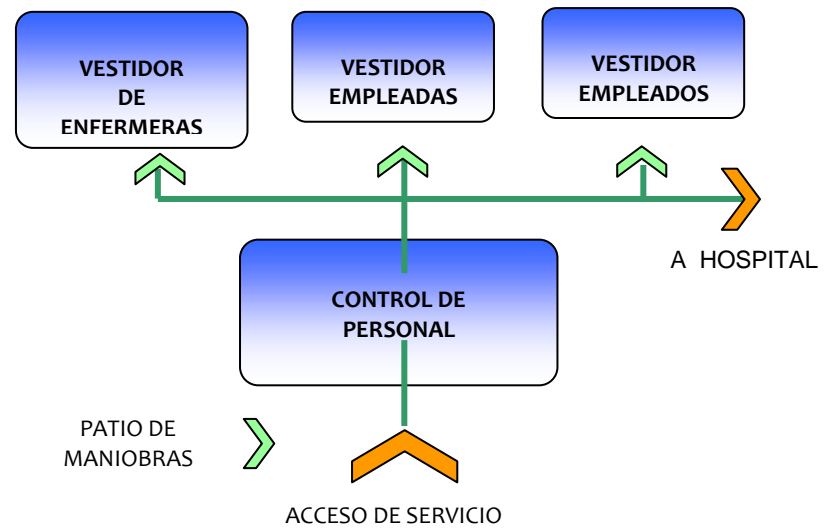 VESTIDOR
DE
ENFERMERAS
VESTIDOR
EMPLEADAS
VESTIDOR
EMPLEADOS
A HOSPITAL
CONTROL DE
PERSONAL
PATIO DE
MANIOBRAS
ACCESO DE SERVICIO